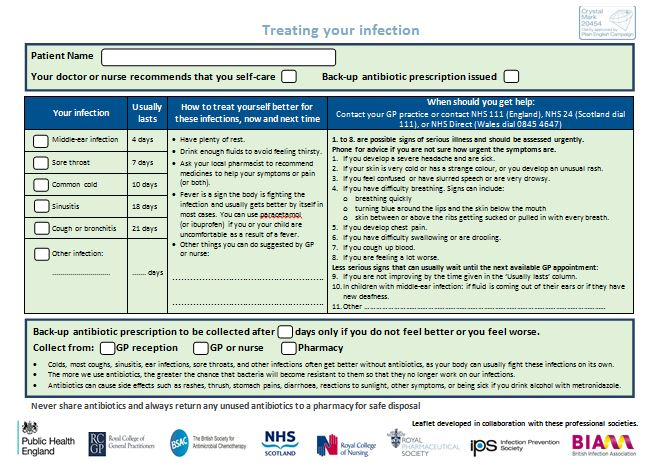 Crystal
Mark
20454
Clarity approved by
Plain English Campaign
Treating your infection
Patient Name
Your doctor or nurse recommends that you self-care
Back-up antibiotic prescription issued
Your infection
Usually
lasts
How to treat yourself better for
these infections, now and next time
When should you get help:
Contact your GP practice or contact NHS 111 (England), NHS 24 (Scotland dial
111), or NHS Direct (Wales dial 0845 4647)
Middle-ear infection
4 days
Sore throat
7 days
Common cold
10 days
Sinusitis
18 days
Cough or bronchitis
21 days
Other infection:
........................
...... days
• Have plenty of rest.
• Drink enough fluids to avoid feeling thirsty.
• Ask your local pharmacist to recommend
medicines to help your symptoms or pain
(or both).
• Fever is a sign the body is fighting the
infection and usually gets better by itself in
most cases. You can use paracetamol
(or ibuprofen) if you or your child are
uncomfortable as a result of a fever.
• Other things you can do suggested by GP
or nurse:
1. to 8. are possible signs of serious illness and should be assessed urgently.
Phone for advice if you are not sure how urgent the symptoms are.
1. If you develop a severe headache and are sick.
2. If your skin is very cold or has a strange colour, or you develop an unusual rash.
3. If you feel confused or have slurred speech or are very drowsy.
4. If you have difficulty breathing. Signs can include:
o breathing quickly
o turning blue around the lips and the skin below the mouth
o skin between or above the ribs getting sucked or pulled in with every breath.
5. If you develop chest pain.
6. If you have difficulty swallowing or are drooling.
7. If you cough up blood.
8. If you are feeling a lot worse.
Less serious signs that can usually wait until the next available GP appointment:
9. If you are not improving by the time given in the 'Usually lasts' column.
10. In children with middle-ear infection: if fluid is coming out of their ears or if they have
new deafness.
11. Other ................................................
Back-up antibiotic prescription to be collected after days only if you do not feel better or you feel worse.
Collect from: GP reception GP or nurse Pharmacy
• Colds, most coughs, sinusitis, ear infections, sore throats, and other infections often get better without antibiotics, as your body can usually fight these infections on its own.
• The more we use antibiotics, the greater the chance that bacteria will become resistant to them so that they no longer work on our infections.
• Antibiotics can cause side effects such as rashes, thrush, stomach pains, diarrhoea, reactions to sunlight, other symptoms, or being sick if you drink alcohol with metronidazole.
Never share antibiotics and always return any unused antibiotics to a pharmacy for safe disposal
Leaflet developed in collaboration with these professional societies.
Public Health
England
RC
GP
Royal College of
General Practitioners
BSAC
The British Society for
Antimicrobial Chemotherapy
NHS
SCOTLAND
Royal College
of Nursing
ROYAL
PHARMACEUTICAL
SOCIETY
ips
Infection Prevention
Society
BIAM
British Infection Association